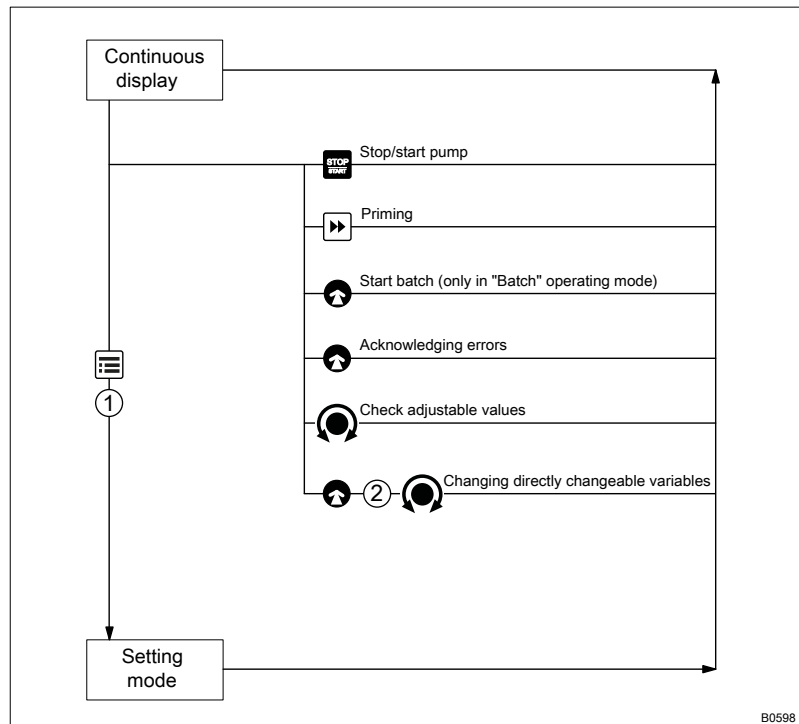 Continuous
display
STOP
START
Stop/start pump
Priming
Start batch (only in "Batch" operating mode)
Acknowledging errors
1
Check adjustable values
2
Changing directly changeable variables
Setting
mode
B0598